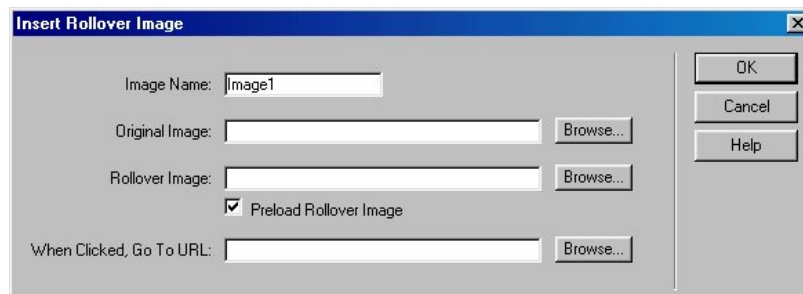 Insert Rollover Image
Image Name: Image1
OK
Cancel
Original Image: Browse...
Help
Rollover Image: Browse...
Preload Rollover Image
When Clicked, Go To URL: Browse...